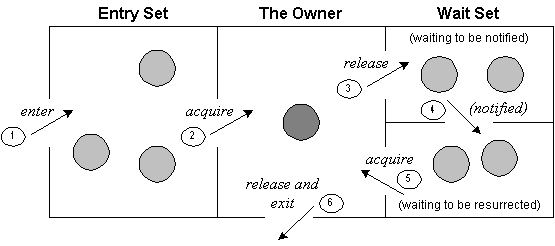 Entry Set
The Owner
Wait Set
(waiting to be notified)
enter
1
acquire
2
release
3
4
(notified)
acquire
5
release and
exit
6
(waiting to be resurrected)